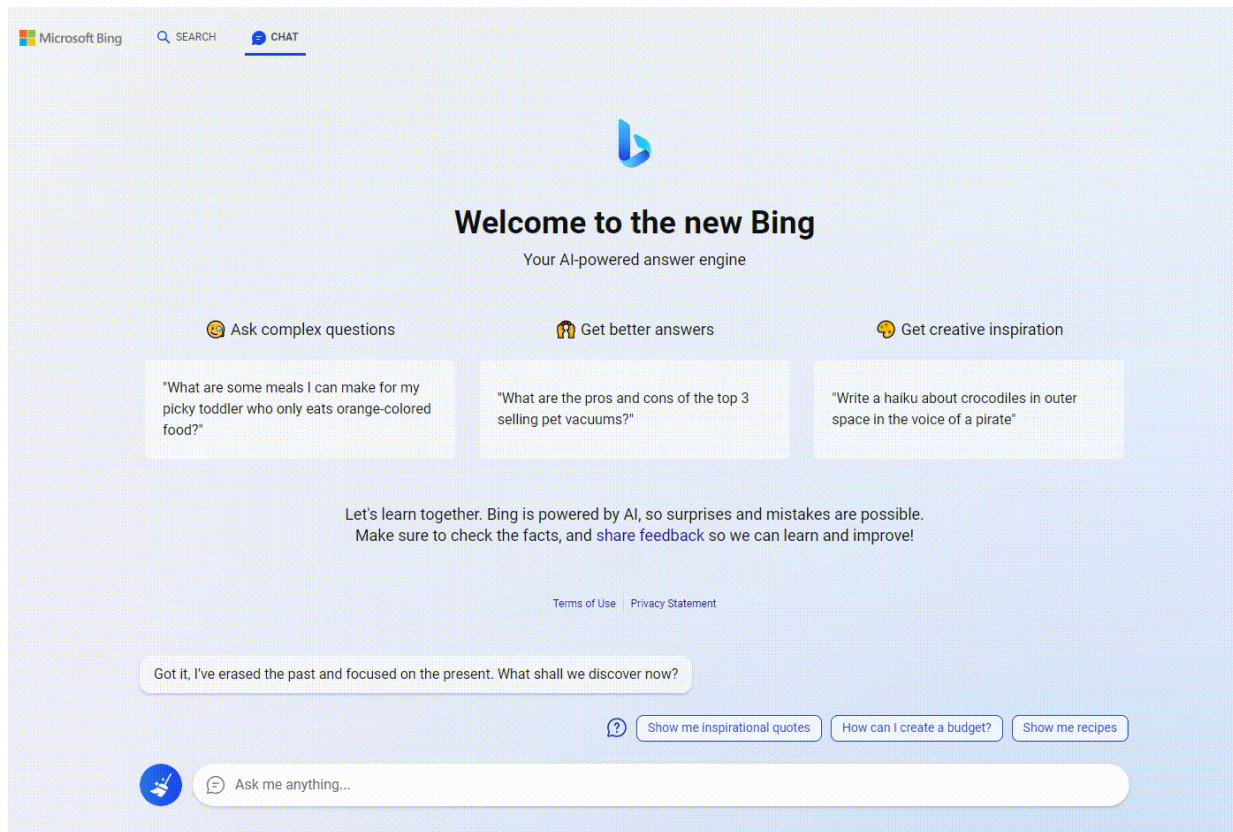 Microsoft Bing
SEARCH
CHAT
Welcome to the new Bing
Your AI-powered answer engine
Ask complex questions
"What are some meals I can make for my
picky toddler who only eats orange-colored
food?"
Get better answers
"What are the pros and cons of the top 3
selling pet vacuums?"
Get creative inspiration
"Write a haiku about crocodiles in outer
space in the voice of a pirate"
Let's learn together. Bing is powered by AI, so surprises and mistakes are possible.
Make sure to check the facts, and share feedback so we can learn and improve!
Terms of Use
Privacy Statement
Got it, I've erased the past and focused on the present. What shall we discover now?
Show me inspirational quotes
How can I create a budget?
Show me recipes
Ask me anything...